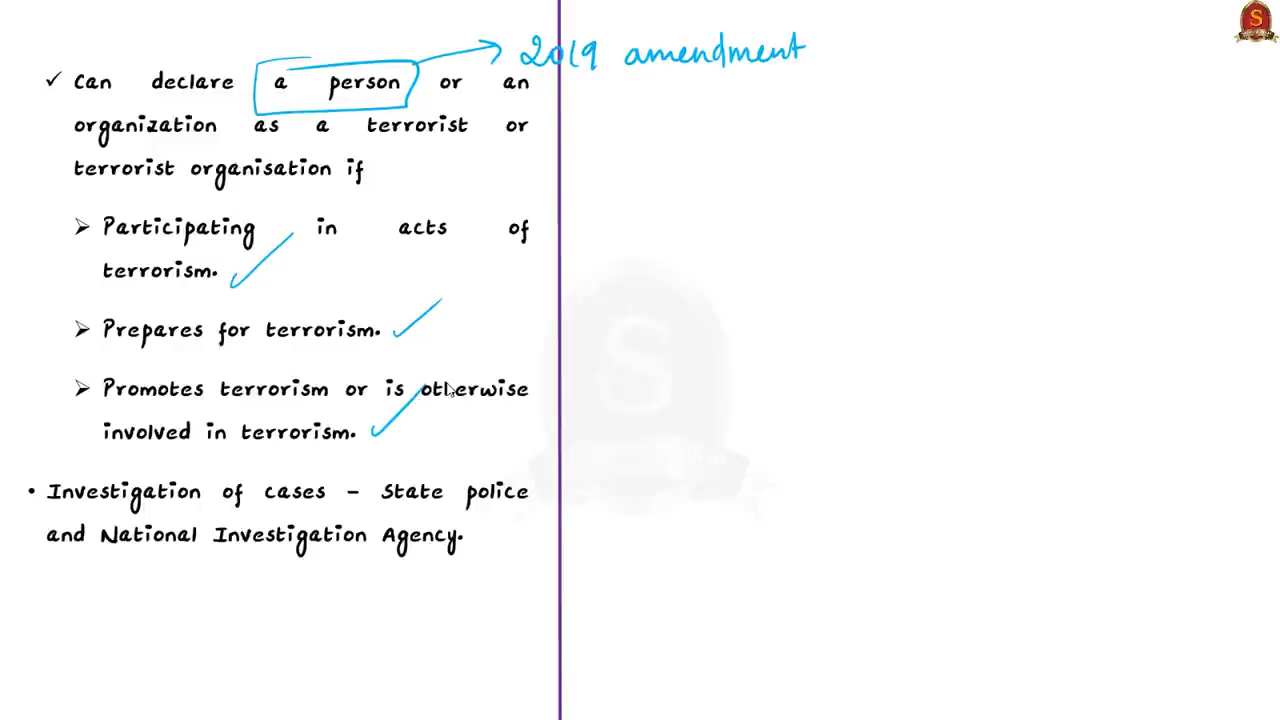 2019 amendment
✓ Can declare a person or an
organization as a terrorist or
terrorist organisation if
➢ Participating in acts of
terrorism.
➢ Prepares for terrorism.
➢ Promotes terrorism or is otherwise
involved in terrorism.
• Investigation of cases – State police
and National Investigation Agency.
S
S